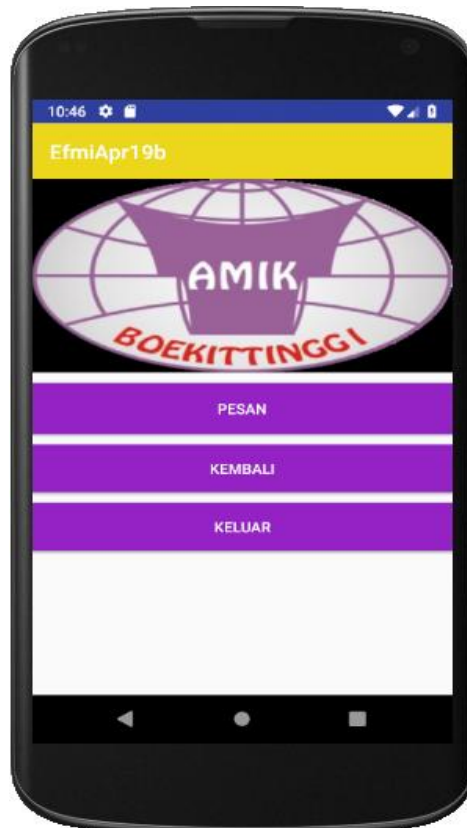 10:46
EfmiApr19b
AMIK
BOEKITTINGGI
PESAN
KEMBALI
KELUAR